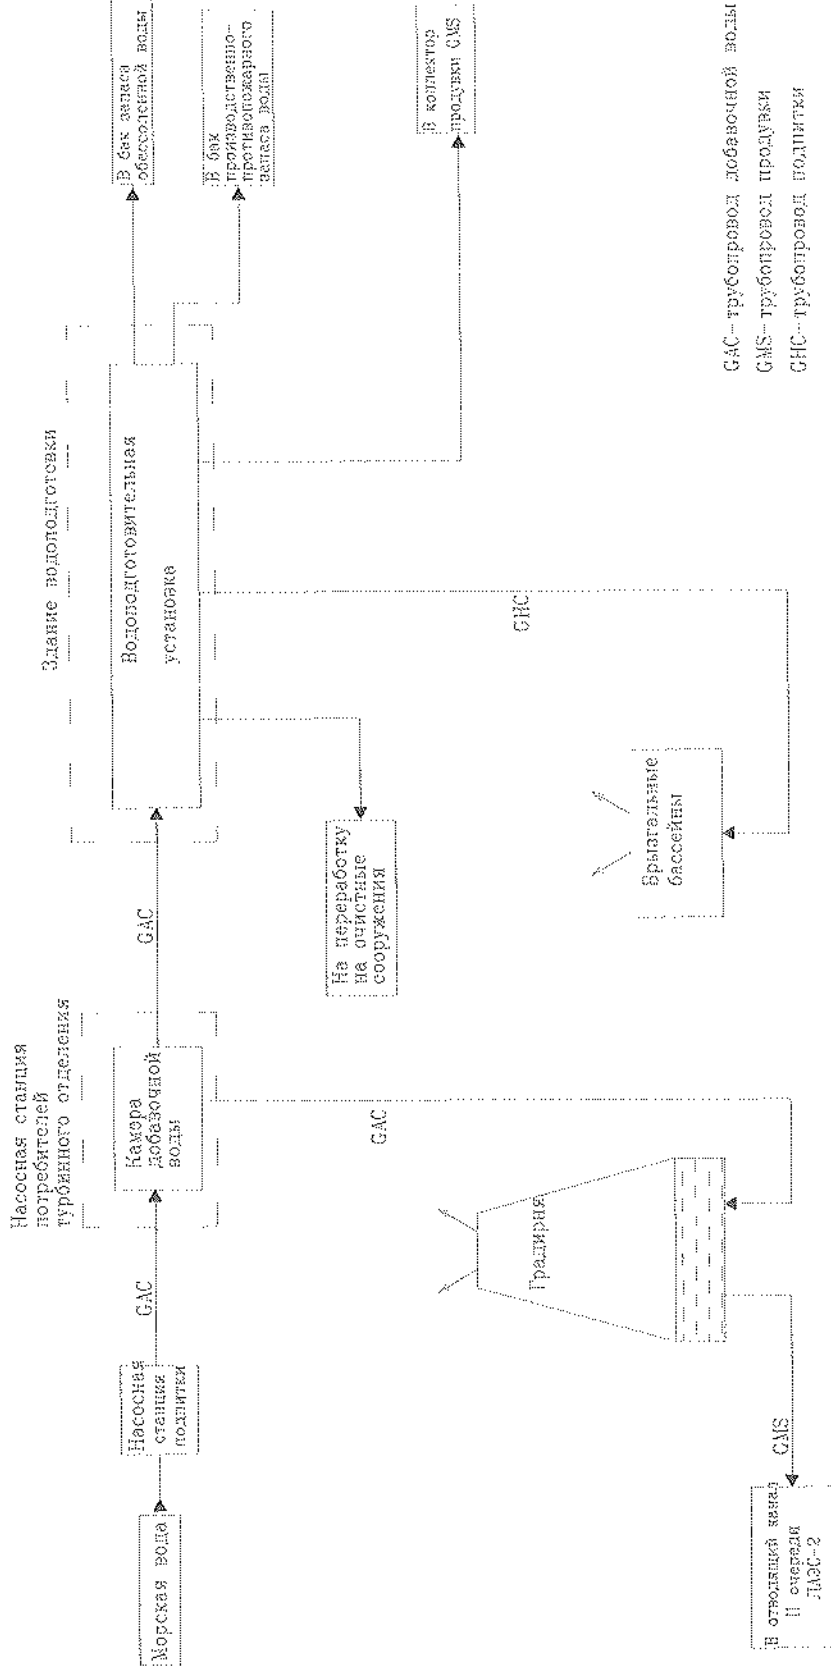 Морская вода
Насосная
станция
подпитки
GAC
Насосная станция
потребителей
турбинного отделения
Камера
добавочной
воды
GAC
Здание водоподготовки
Водоподготовительная
установка
В бак запаса
обессоленной воды
В бак
производственно-
противопожарного
запаса воды
В коллектор
продувки GMS
На переработку
на очистные
сооружения
GHC
Брызгальные
бассейны
GAC
Градирня
GMS
В отводящий канал
II очереди
ЛАЭС-2
GAC-трубопровод добавочной воды
GMS-трубопровод продувки
GHC-трубопровод подпитки